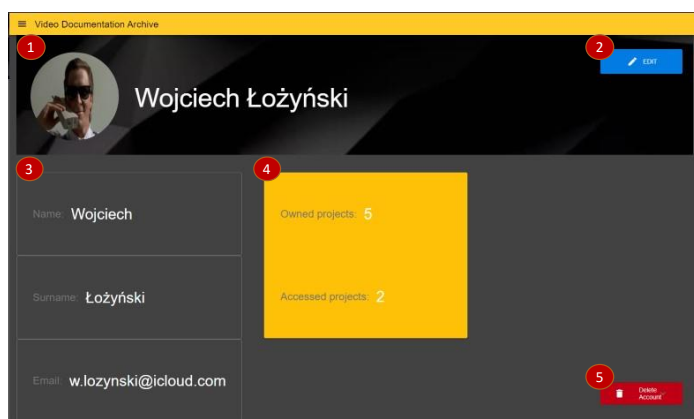 Video Documentation Archive
1
2
EDIT
Wojciech Łożyński
3
4
Name: Wojciech
Owned projects: 5
Surname: Łożyński
Accessed projects: 2
Email: w.lozynski@icloud.com
5
Delete
Account